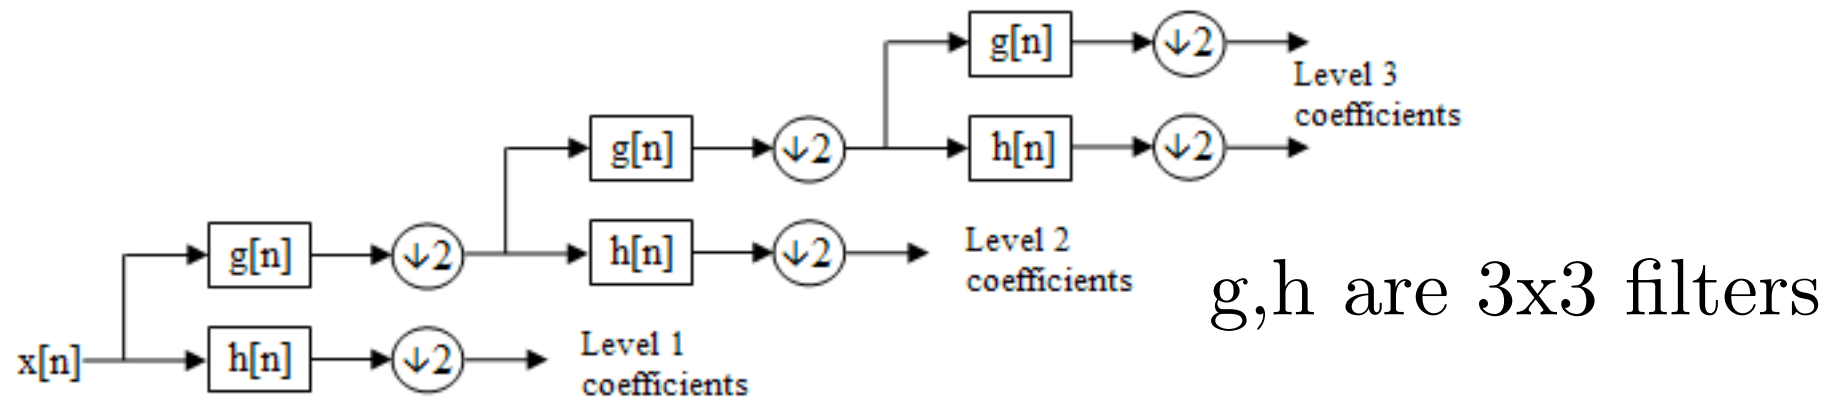 g[n]
↓2
Level 3
coefficients
g[n]
↓2
h[n]
↓2
g[n]
↓2
h[n]
↓2
Level 2
coefficients
g,h are 3x3 filters
x[n]
h[n]
↓2
Level 1
coefficients